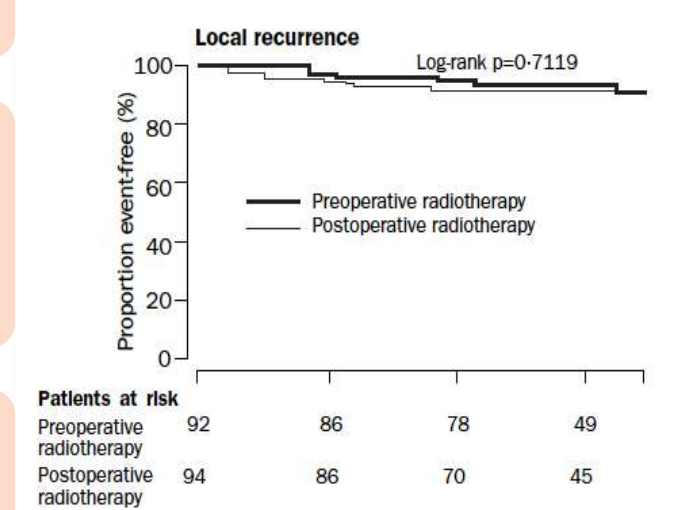 Local recurrence
Log-rank p=0·7119
100
80
60
40
20
0
Proportion event-free (%)
Preoperative radiotherapy
Postoperative radiotherapy
Patients at risk
Preoperative 92 86 78 49
radiotherapy
Postoperative 94 86 70 45
radiotherapy